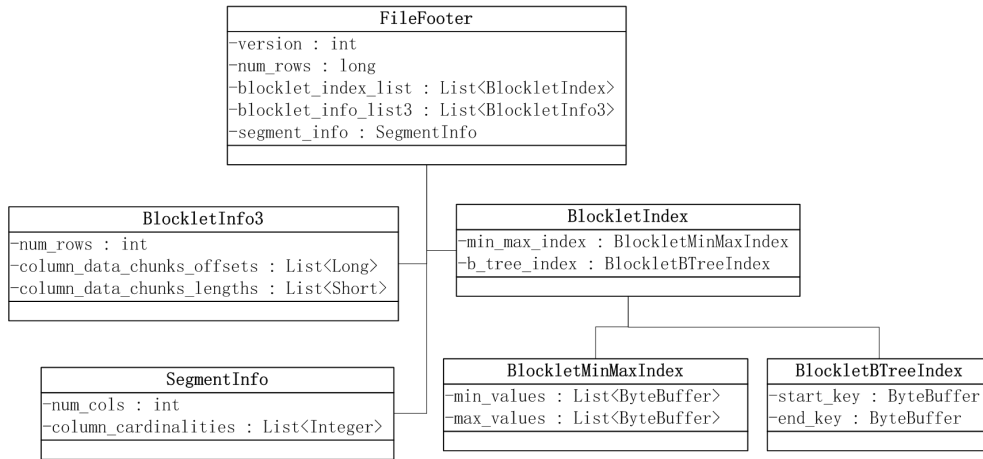 FileFooter
-version : int
-num_rows : long
-blocklet_index_list : List<BlockletIndex>
-blocklet_info_list3 : List<BlockletInfo3>
-segment_info : SegmentInfo
BlockletInfo3
-num_rows : int
-column_data_chunks_offsets : List<Long>
-column_data_chunks_lengths : List<Short>
BlockletIndex
-min_max_index : BlockletMinMaxIndex
-b_tree_index : BlockletBTreeIndex
SegmentInfo
-num_cols : int
-column_cardinalities : List<Integer>
BlockletMinMaxIndex
-min_values : List<ByteBuffer>
-max_values : List<ByteBuffer>
BlockletBTreeIndex
-start_key : ByteBuffer
-end_key : ByteBuffer